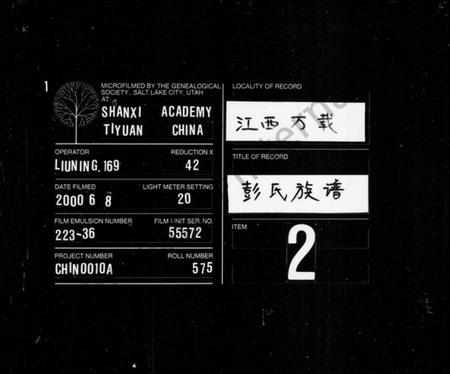 1
MICROFILMED BY THE GENEALOGICAL
SOCIETY, SALT LAKE CITY, UTAH
AT:
SHANXI ACADEMY
TIYUAN CHINA
OPERATOR REDUCTION X
LIUNING,169 42
DATE FILMED LIGHT METER SETTING
2000 6 8 20
FILM EMULSION NUMBER FILM UNIT SER. NO.
223-36 55572
PROJECT NUMBER ROLL NUMBER
CHIN0010A 575
LOCALITY OF RECORD
江西万载
TITLE OF RECORD
彭氏族谱
ITEM
2